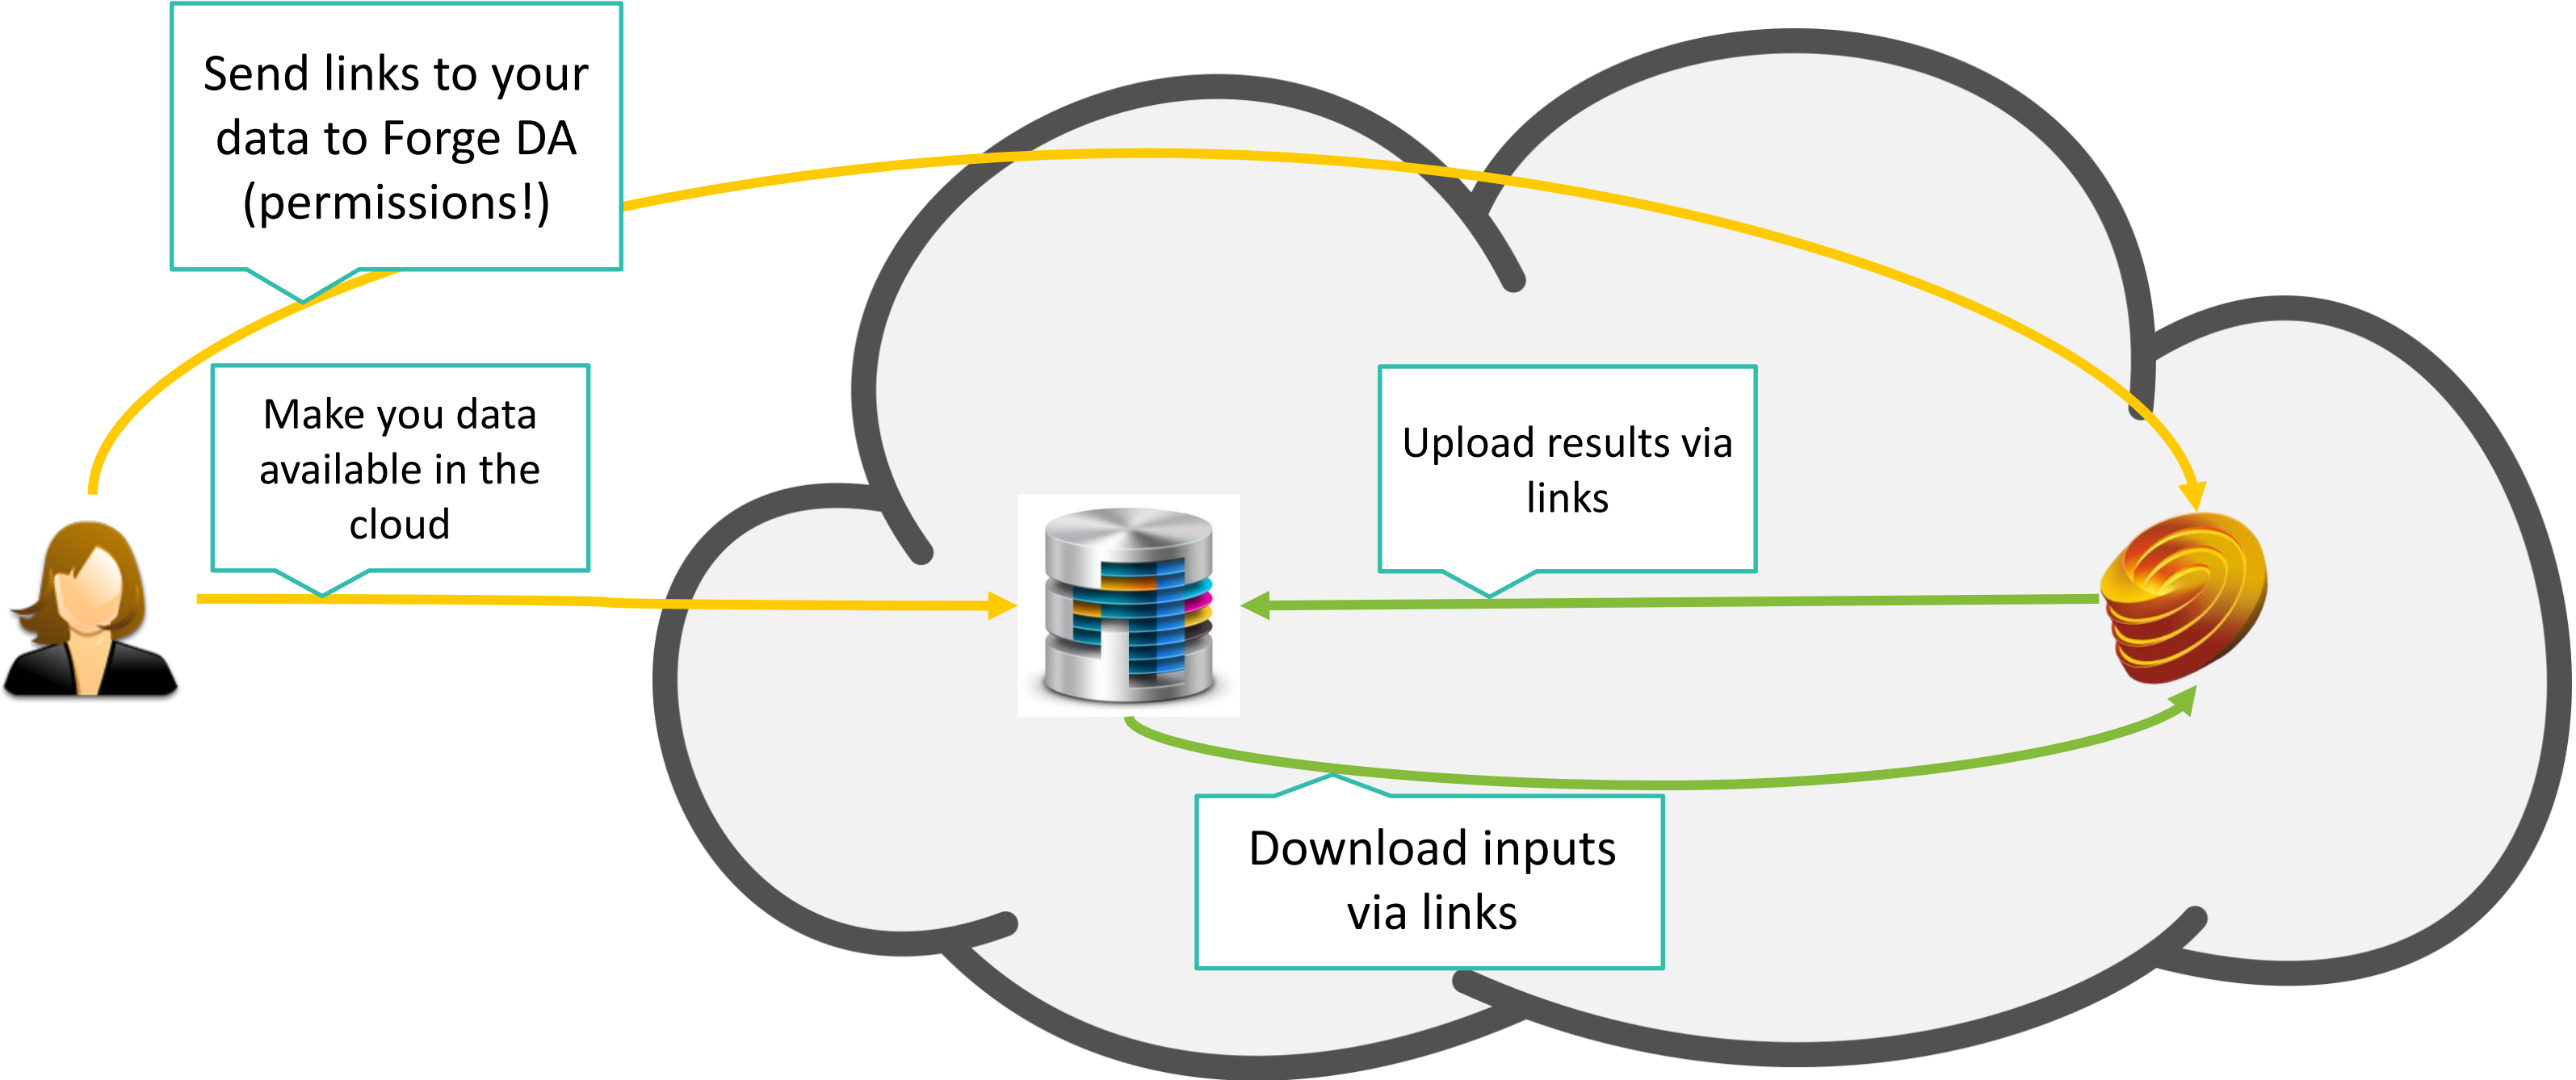 Send links to your
data to Forge DA
(permissions!)
Make you data
available in the
cloud
Upload results via
links
Download inputs
via links